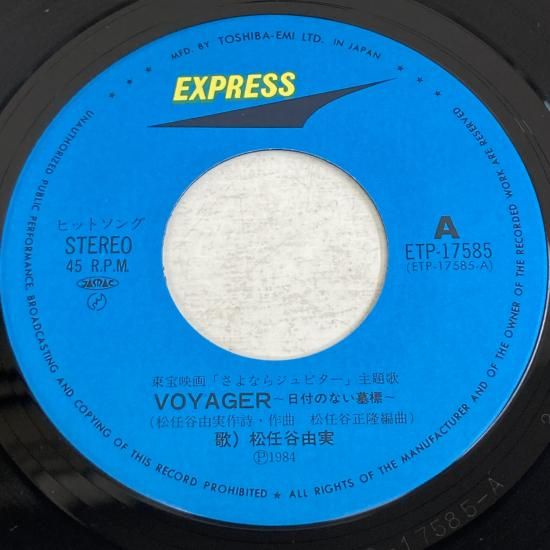 MFD. BY TOSHIBA-EMI LTD. IN JAPAN
EXPRESS
ヒットソング
STEREO
45 R.P.M.
JASRAC
A
ETP-17585
(ETP-17585-A)
東宝映画「さよならジュピター」主題歌
VOYAGER～日付のない墓標～
(松任谷由実作詩・作曲 松任谷正隆編曲)
歌) 松任谷由実
Ⓟ1984
UNAUTHORIZED PUBLIC PERFORMANCE, BROADCASTING AND COPYING OF THIS RECORD PROHIBITED ★ ALL RIGHTS OF THE MANUFACTURER AND OF THE OWNER OF THE RECORDED WORK ARE RESERVED
17585-A